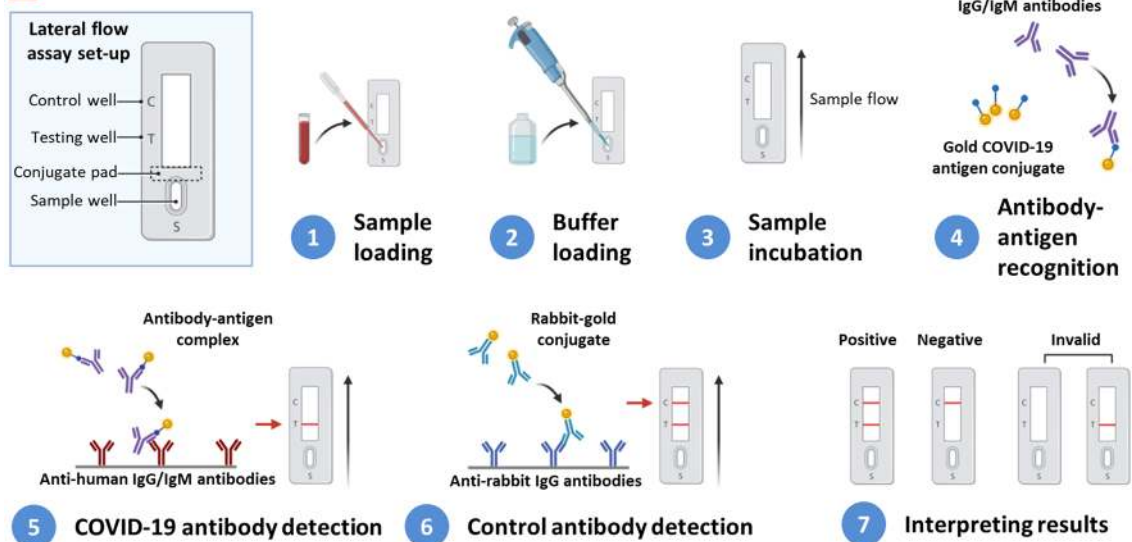 Lateral flow
assay set-up
Control well
C
Testing well
T
Conjugate pad
Sample well
S
C
T
S
1 Sample
loading
C
T
S
2 Buffer
loading
C
T
S
Sample flow
3 Sample
incubation
IgG/IgM antibodies
Gold COVID-19
antigen conjugate
4 Antibody-
antigen
recognition
Antibody-antigen
complex
C
T
S
Anti-human IgG/IgM antibodies
5 COVID-19 antibody detection
Rabbit-gold
conjugate
C
T
S
Anti-rabbit IgG antibodies
6 Control antibody detection
Positive Negative Invalid
C C C C
T T T T
S S S S
7 Interpreting results